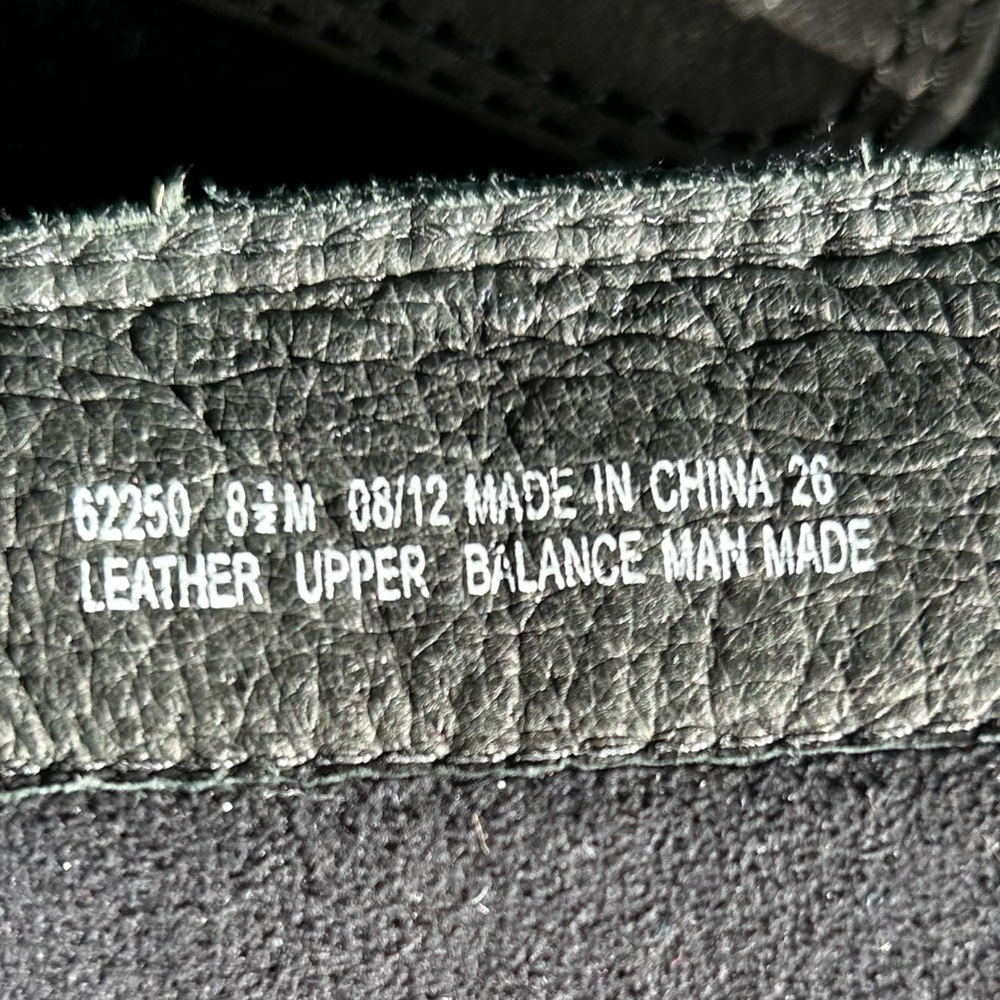 62250 8½M 08/12 MADE IN CHINA 26
LEATHER UPPER BALANCE MAN MADE